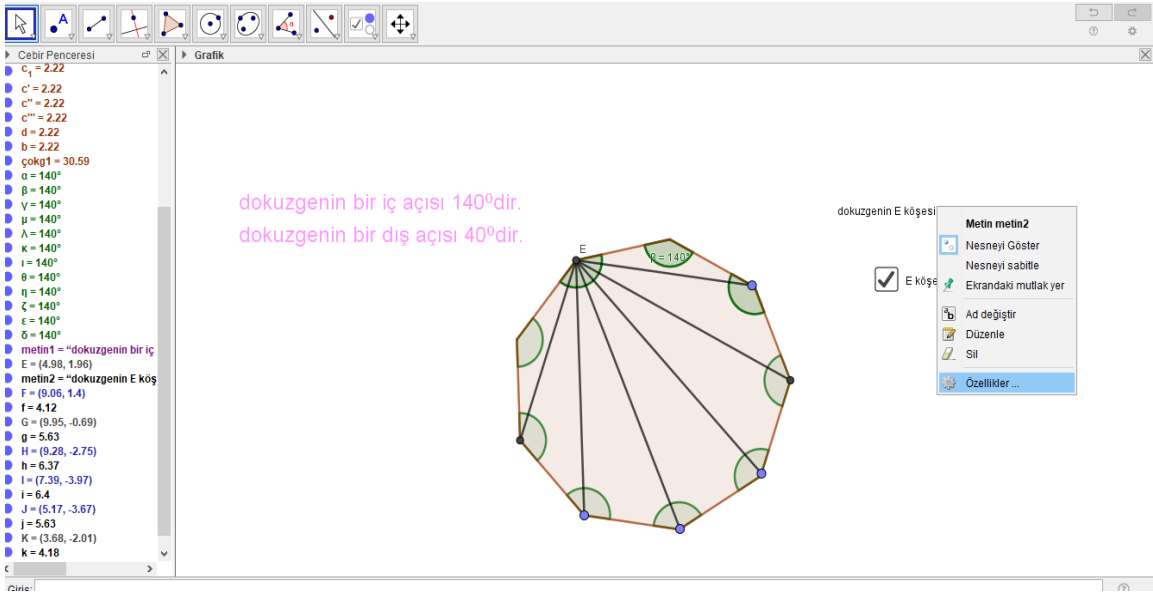 Cebir Penceresi
Grafik
c1 = 2.22
c' = 2.22
c'' = 2.22
c''' = 2.22
d = 2.22
b = 2.22
çokg1 = 30.59
α = 140°
β = 140°
γ = 140°
μ = 140°
λ = 140°
κ = 140°
ι = 140°
θ = 140°
η = 140°
ζ = 140°
ε = 140°
δ = 140°
metin1 = “dokuzgenin bir iç
E = (4.98, 1.96)
metin2 = “dokuzgenin E köş
F = (9.06, 1.4)
f = 4.12
G = (9.95, -0.69)
g = 5.63
H = (9.28, -2.75)
h = 6.37
I = (7.39, -3.97)
i = 6.4
J = (5.17, -3.67)
j = 5.63
K = (3.68, -2.01)
k = 4.18
dokuzgenin bir iç açısı 140⁰dir.
dokuzgenin bir dış açısı 40⁰dir.
E
β = 140°
dokuzgenin E köşesi
E köşe
Metin metin2
Nesneyi Göster
Nesneyi sabitle
Ekrandaki mutlak yer
Ad değiştir
Düzenle
Sil
Özellikler ...
Giriş: